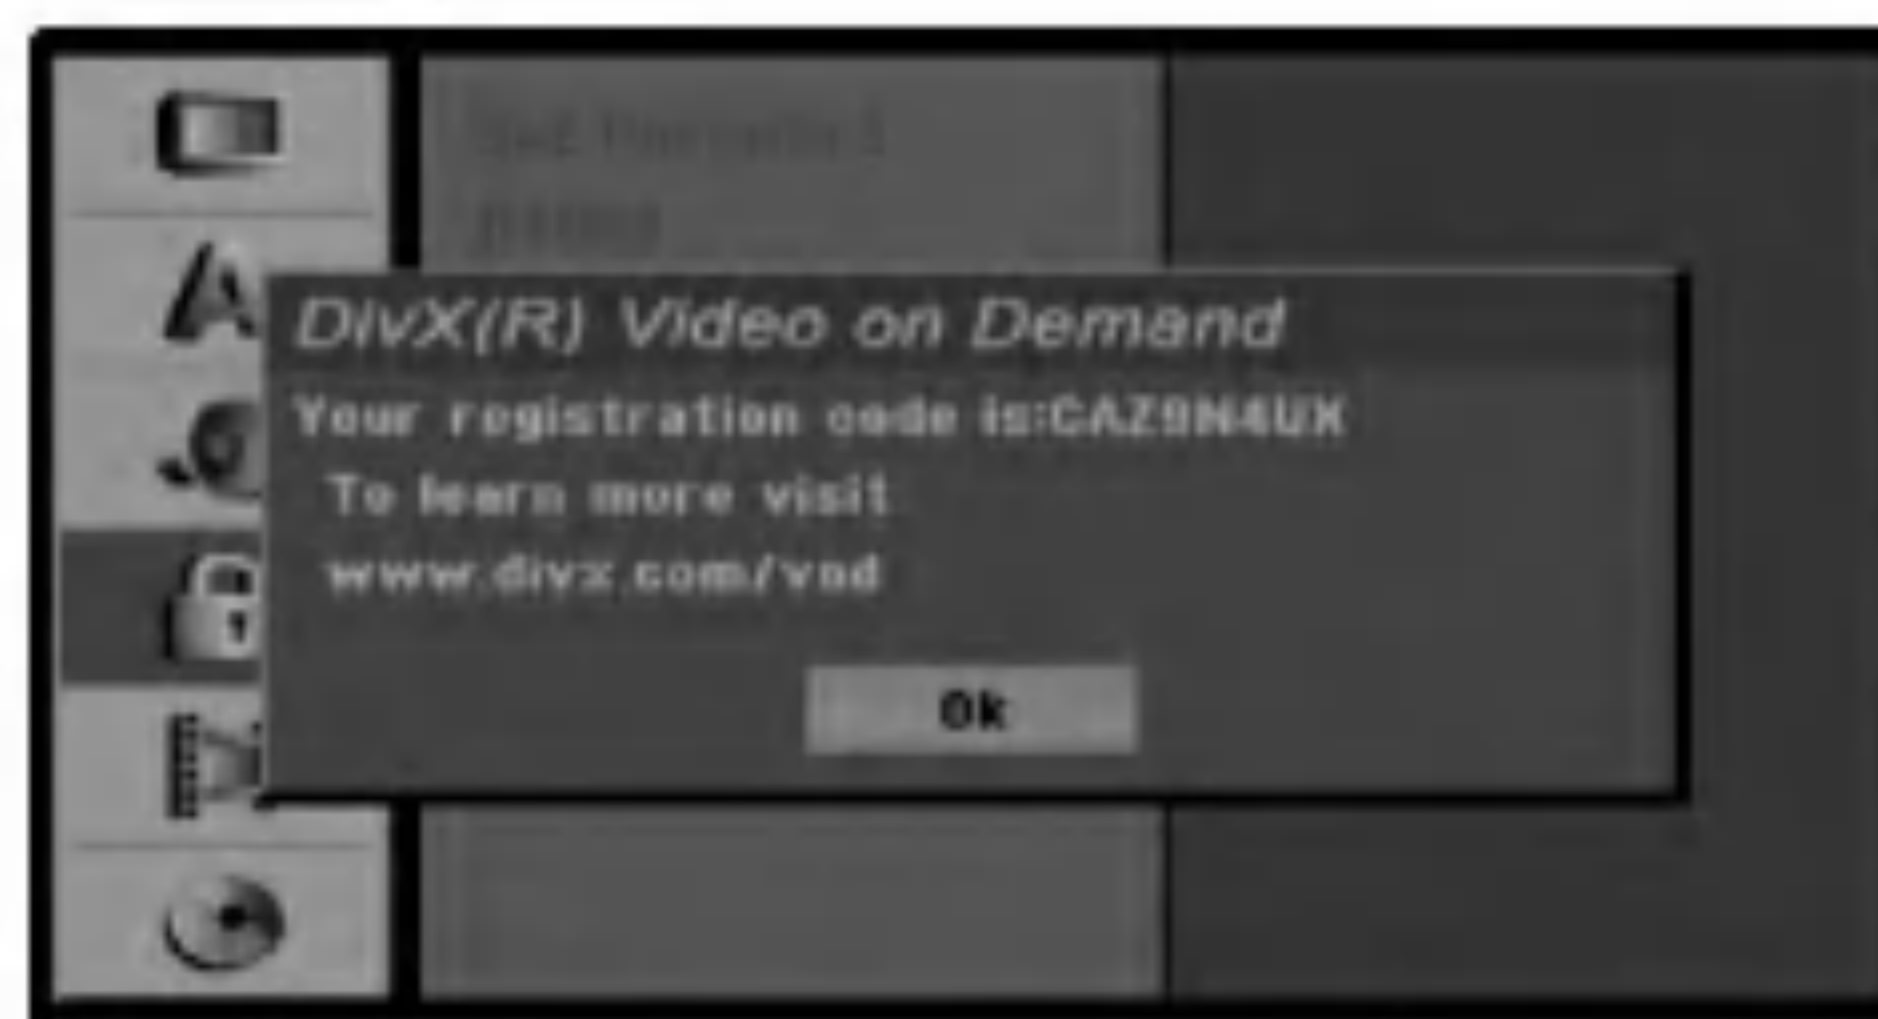 DivX(R) Video on Demand
Your registration code is:CAZ9N4UX
To learn more visit
www.divx.com/vod
Ok